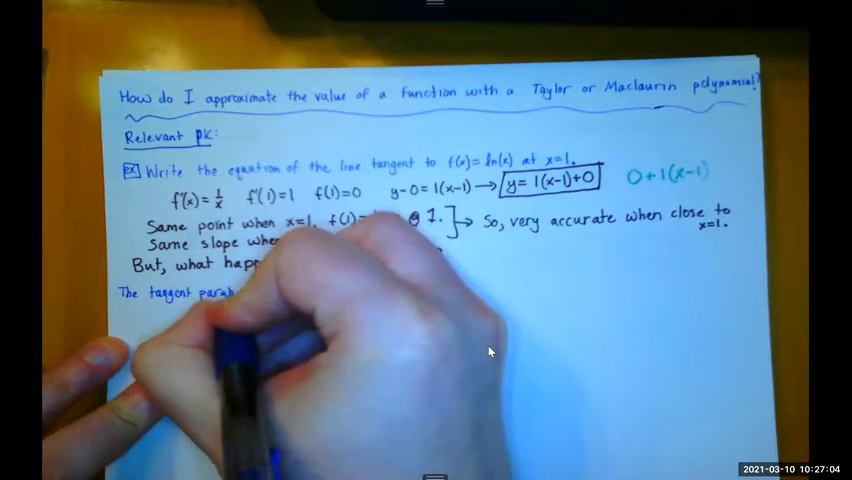 How do I approximate the value of a function with a Taylor or Maclaurin polynomial?
Relevant PK:
ex Write the equation of the line tangent to f(x)=ln(x) at x=1.
f'(x)=1/x f'(1)=1 f(1)=0 y-0=1(x-1) → y=1(x-1)+0 0+1(x-1)
Same point when x=1. f(1)= @ 1. → So, very accurate when close to x=1.
Same slope
But, what
The tangent
2021-03-10 10:27:04